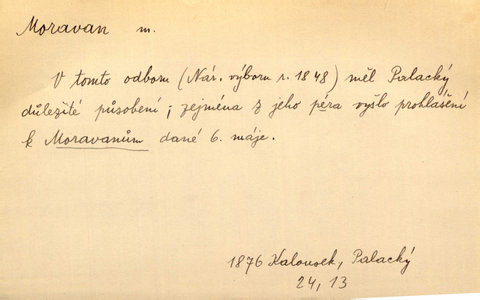 Moravan m.
V tomto odboru (Nár. výboru r. 1848) měl Palacký
důležité působení; zejména z jeho péra vyšlo prohlášení
k Moravanům dané 6. máje.
1876 Kalousek, Palacký
24, 13